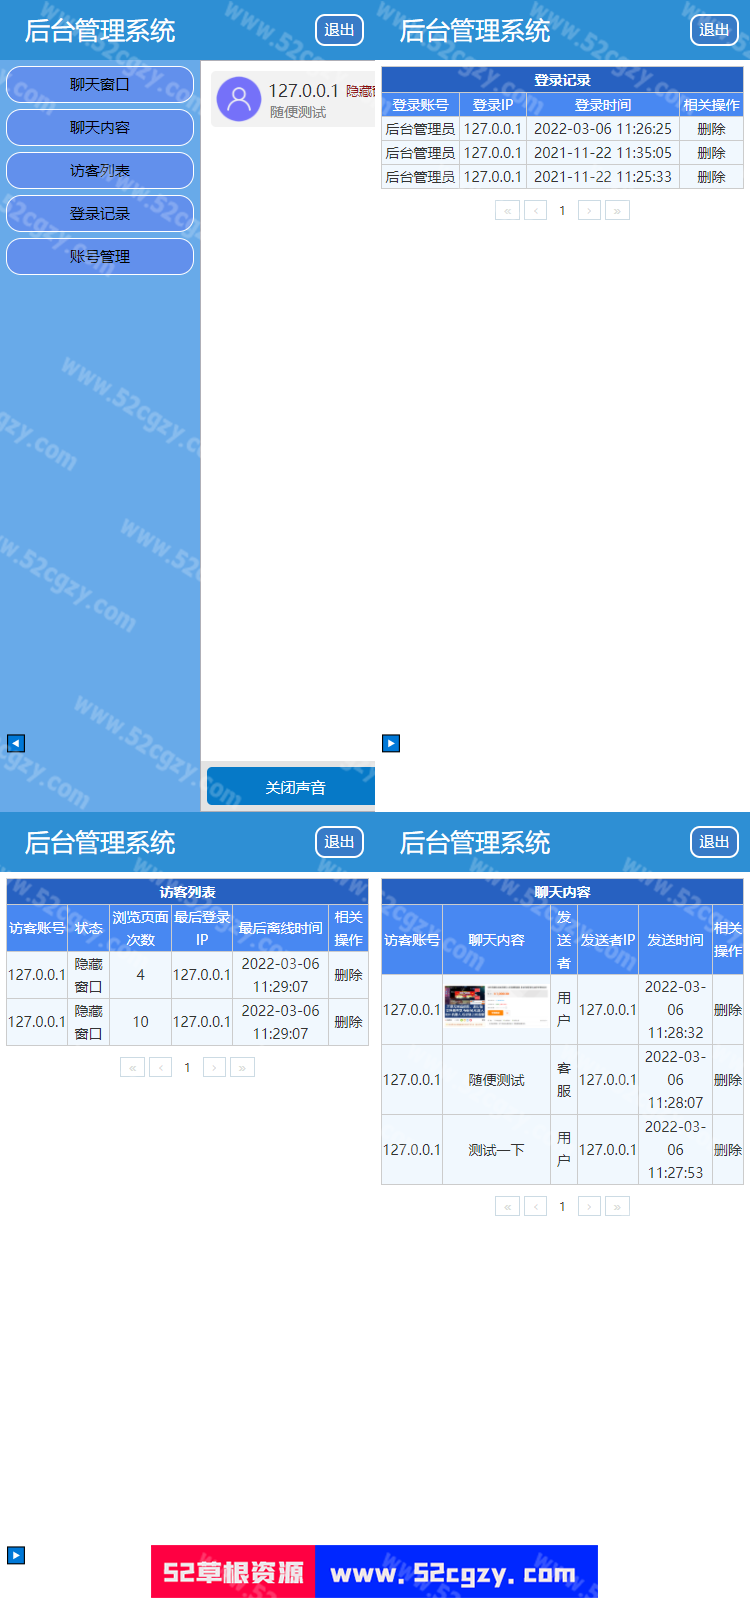 后台管理系统 退出
聊天窗口
聊天内容
访客列表
登录记录
账号管理
127.0.0.1 隐藏
随便测试
关闭声音
后台管理系统 退出
登录记录
登录账号 登录IP 登录时间 相关操作
后台管理员 127.0.0.1 2022-03-06 11:26:25 删除
后台管理员 127.0.0.1 2021-11-22 11:35:05 删除
后台管理员 127.0.0.1 2021-11-22 11:25:33 删除
« ‹ 1 › »
后台管理系统 退出
访客列表
访客账号 状态 浏览页面次数 最后登录IP 最后离线时间 相关操作
127.0.0.1 隐藏窗口 4 127.0.0.1 2022-03-06 11:29:07 删除
127.0.0.1 隐藏窗口 10 127.0.0.1 2022-03-06 11:29:07 删除
« ‹ 1 › »
后台管理系统 退出
聊天内容
访客账号 聊天内容 发送者 发送者IP 发送时间 相关操作
127.0.0.1 用户 127.0.0.1 2022-03-06 11:28:32 删除
127.0.0.1 随便测试 客服 127.0.0.1 2022-03-06 11:28:07 删除
127.0.0.1 测试一下 用户 127.0.0.1 2022-03-06 11:27:53 删除
« ‹ 1 › »
52草根资源 www.52cgzy.com